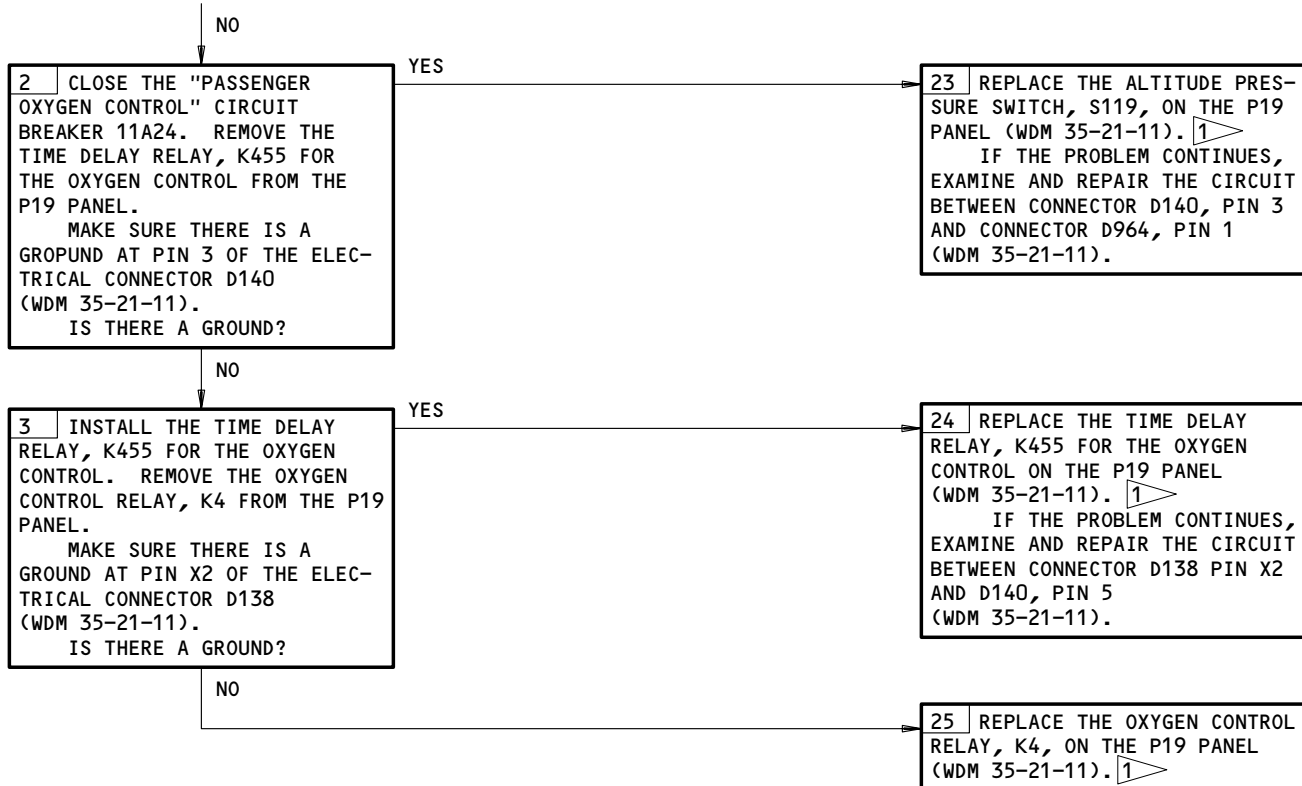 NO
2 CLOSE THE "PASSENGER
OXYGEN CONTROL" CIRCUIT
BREAKER 11A24. REMOVE THE
TIME DELAY RELAY, K455 FOR
THE OXYGEN CONTROL FROM THE
P19 PANEL.
MAKE SURE THERE IS A
GROPUND AT PIN 3 OF THE ELEC-
TRICAL CONNECTOR D140
(WDM 35-21-11).
IS THERE A GROUND?
YES
23 REPLACE THE ALTITUDE PRES-
SURE SWITCH, S119, ON THE P19
PANEL (WDM 35-21-11). 1
IF THE PROBLEM CONTINUES,
EXAMINE AND REPAIR THE CIRCUIT
BETWEEN CONNECTOR D140, PIN 3
AND CONNECTOR D964, PIN 1
(WDM 35-21-11).
NO
3 INSTALL THE TIME DELAY
RELAY, K455 FOR THE OXYGEN
CONTROL. REMOVE THE OXYGEN
CONTROL RELAY, K4 FROM THE P19
PANEL.
MAKE SURE THERE IS A
GROUND AT PIN X2 OF THE ELEC-
TRICAL CONNECTOR D138
(WDM 35-21-11).
IS THERE A GROUND?
YES
24 REPLACE THE TIME DELAY
RELAY, K455 FOR THE OXYGEN
CONTROL ON THE P19 PANEL
(WDM 35-21-11). 1
IF THE PROBLEM CONTINUES,
EXAMINE AND REPAIR THE CIRCUIT
BETWEEN CONNECTOR D138 PIN X2
AND D140, PIN 5
(WDM 35-21-11).
NO
25 REPLACE THE OXYGEN CONTROL
RELAY, K4, ON THE P19 PANEL
(WDM 35-21-11). 1